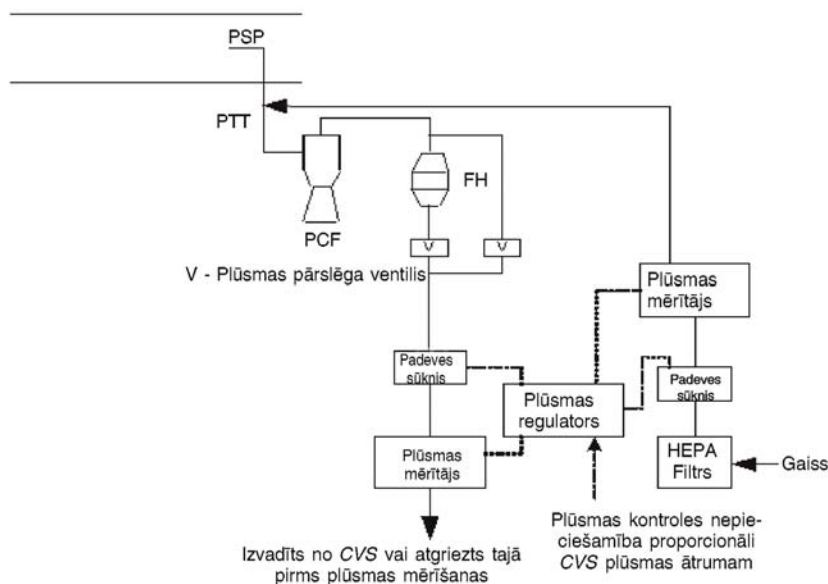 PSP
PTT
PCF
FH
V
V
V - Plūsmas pārslēga ventilis
Plūsmas
mērītājs
Padeves
sūknis
Plūsmas
regulators
Padeves
sūknis
Plūsmas
mērītājs
HEPA
Filtrs
Gaiss
Izvadīts no CVS vai atgriezts tajā
pirms plūsmas mērīšanas
Plūsmas kontroles nepie-
ciešamība proporcionāli
CVS plūsmas ātrumam